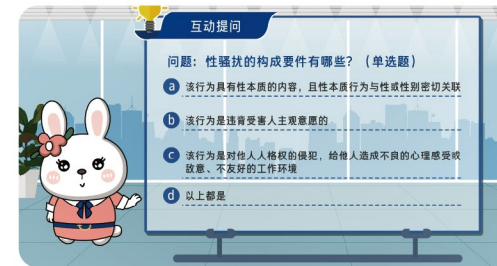 互动提问
问题：性骚扰的构成要件有哪些？（单选题）
a 该行为具有性本质的内容，且性本质行为与性或性别密切关联
b 该行为是违背受害人主观意愿的
c 该行为是对他人人格权的侵犯，给他人造成不良的心理感受或
敌意、不友好的工作环境
d 以上都是